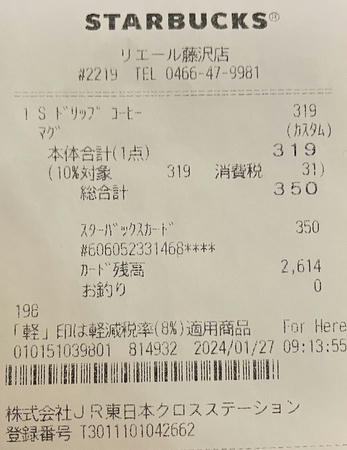 STARBUCKS®
リエール藤沢店
#2219 TEL 0466-47-9981
1 S ﾄﾞﾘｯﾌﾟ ｺｰﾋｰ 319
ﾏｸﾞ (ｶｽﾀﾑ)
本体合計(1点) 319
(10%対象 319 消費税 31)
総合計 350
ｽﾀｰﾊﾞｯｸｽｶｰﾄﾞ 350
#606052331468****
ｶｰﾄﾞ残高 2,614
お釣り 0
198
「軽」印は軽減税率(8%)適用商品 For Here
010151039801 814932 2024/01/27 09:13:55
株式会社ＪＲ東日本クロスステーション
登録番号 T3011101042662